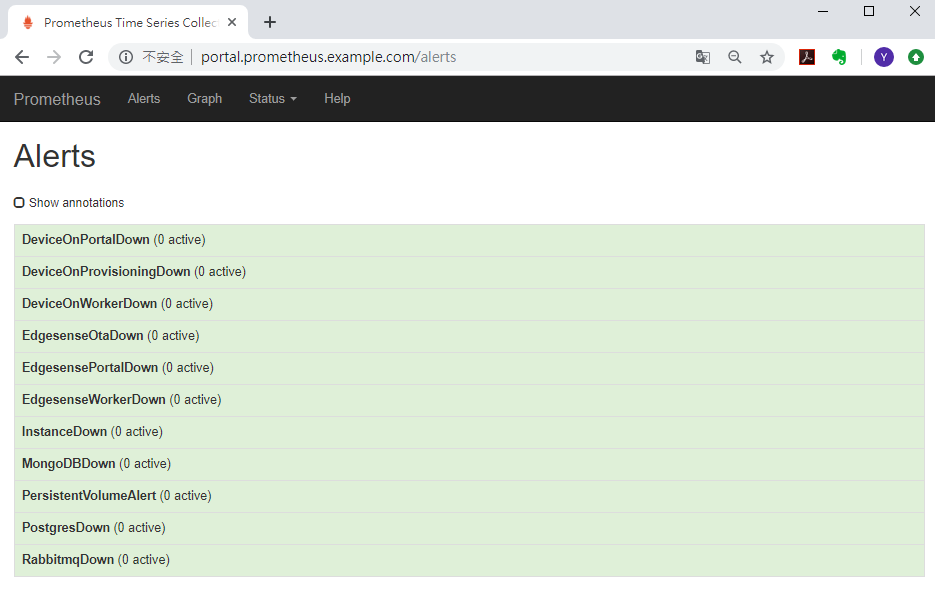 Prometheus Time Series Collec
不安全 portal.prometheus.example.com/alerts
Y
Prometheus Alerts Graph Status Help
Alerts
Show annotations
DeviceOnPortalDown (0 active)
DeviceOnProvisioningDown (0 active)
DeviceOnWorkerDown (0 active)
EdgesenseOtaDown (0 active)
EdgesensePortalDown (0 active)
EdgesenseWorkerDown (0 active)
InstanceDown (0 active)
MongoDBDown (0 active)
PersistentVolumeAlert (0 active)
PostgresDown (0 active)
RabbitmqDown (0 active)